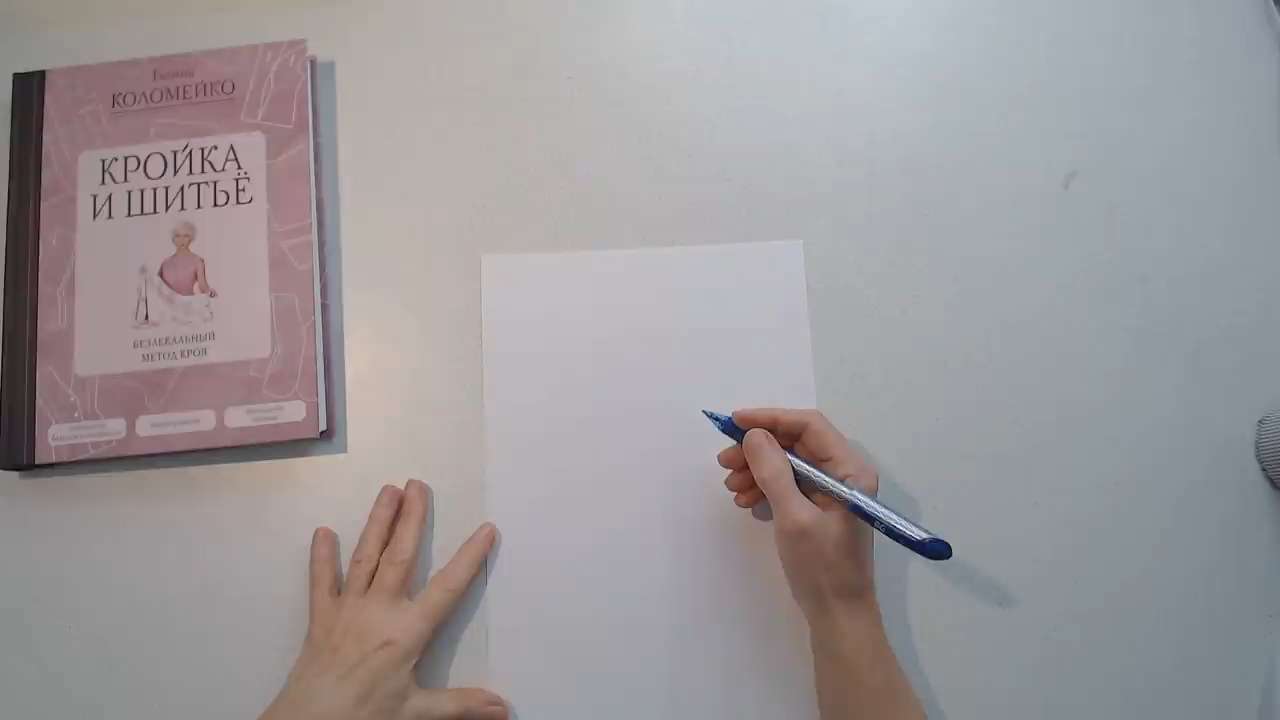 Галина
КОЛОМЕЙКО
КРОЙКА
И ШИТЬЁ
БЕЗЛЕКАЛЬНЫЙ
МЕТОД КРОЯ